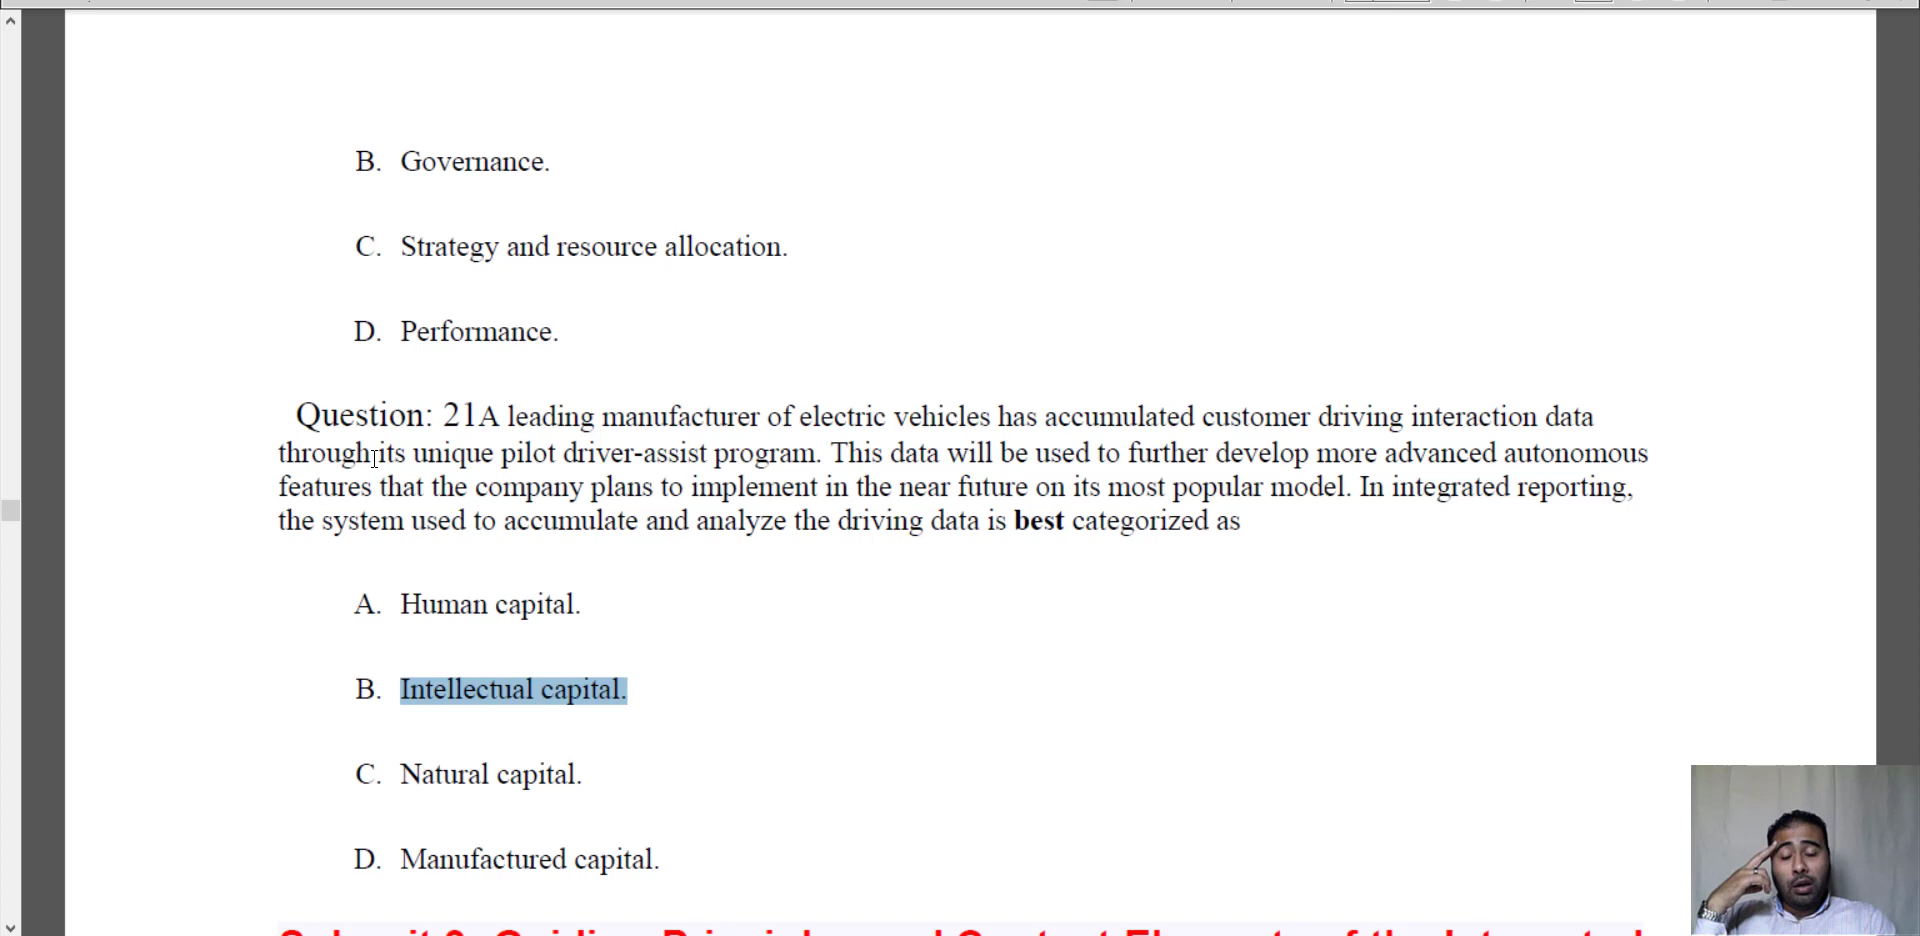 B. Governance.
C. Strategy and resource allocation.
D. Performance.
Question: 21A leading manufacturer of electric vehicles has accumulated customer driving interaction data
through its unique pilot driver-assist program. This data will be used to further develop more advanced autonomous
features that the company plans to implement in the near future on its most popular model. In integrated reporting,
the system used to accumulate and analyze the driving data is best categorized as
A. Human capital.
B. Intellectual capital.
C. Natural capital.
D. Manufactured capital.